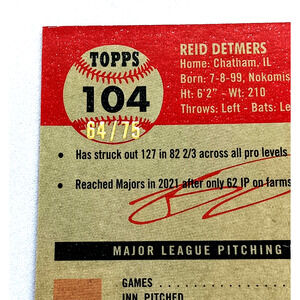 TOPPS
104
64/75
REID DETMERS
Home: Chatham, IL
Born: 7-8-99, Nokomis
Ht: 6'2" - Wt: 210
Throws: Left - Bats: Le
• Has struck out 127 in 82 2/3 across all pro levels
• Reached Majors in 2021 after only 62 IP on farms
MAJOR LEAGUE PITCHING
GAMES
INN. PITCHED